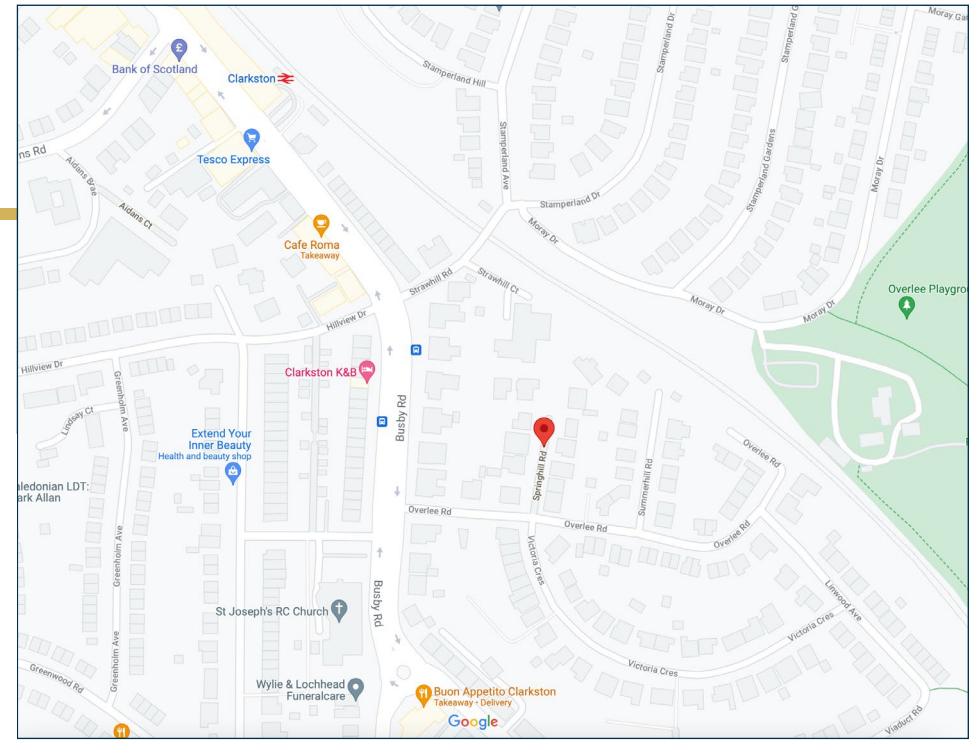 Moray Ga
Stamperland Dr
Stamperland G
£
Bank of Scotland
Clarkston
Stamperland Hill
Tesco Express
ns Rd
Aidans Brae
Aidans Ct
Stamperland Ave
Stamperland Gardens
Moray Dr
Stamperland Dr
Moray Dr
Cafe Roma
Takeaway
Strawhill Rd
Strawhill Ct
Moray Dr
Moray Dr
Overlee Playgro
Hillview Dr
Hillview Dr
Clarkston K&B
Greenholm Ave
Lindsay Ct
Busby Rd
Extend Your
Inner Beauty
Health and beauty shop
Overlee Rd
Springhill Rd
Summerhill Rd
aledonian LDT:
ark Allan
Overlee Rd
Overlee Rd
Overlee Rd
Greenholm Ave
Victoria Cres
Busby Rd
St Joseph's RC Church
Linwood Ave
Victoria Cres
Victoria Cres
Greenholm Ave
Greenwood Rd
Wylie & Lochhead
Funeralcare
Buon Appetito Clarkston
Takeaway • Delivery
Viaduct Rd
Google